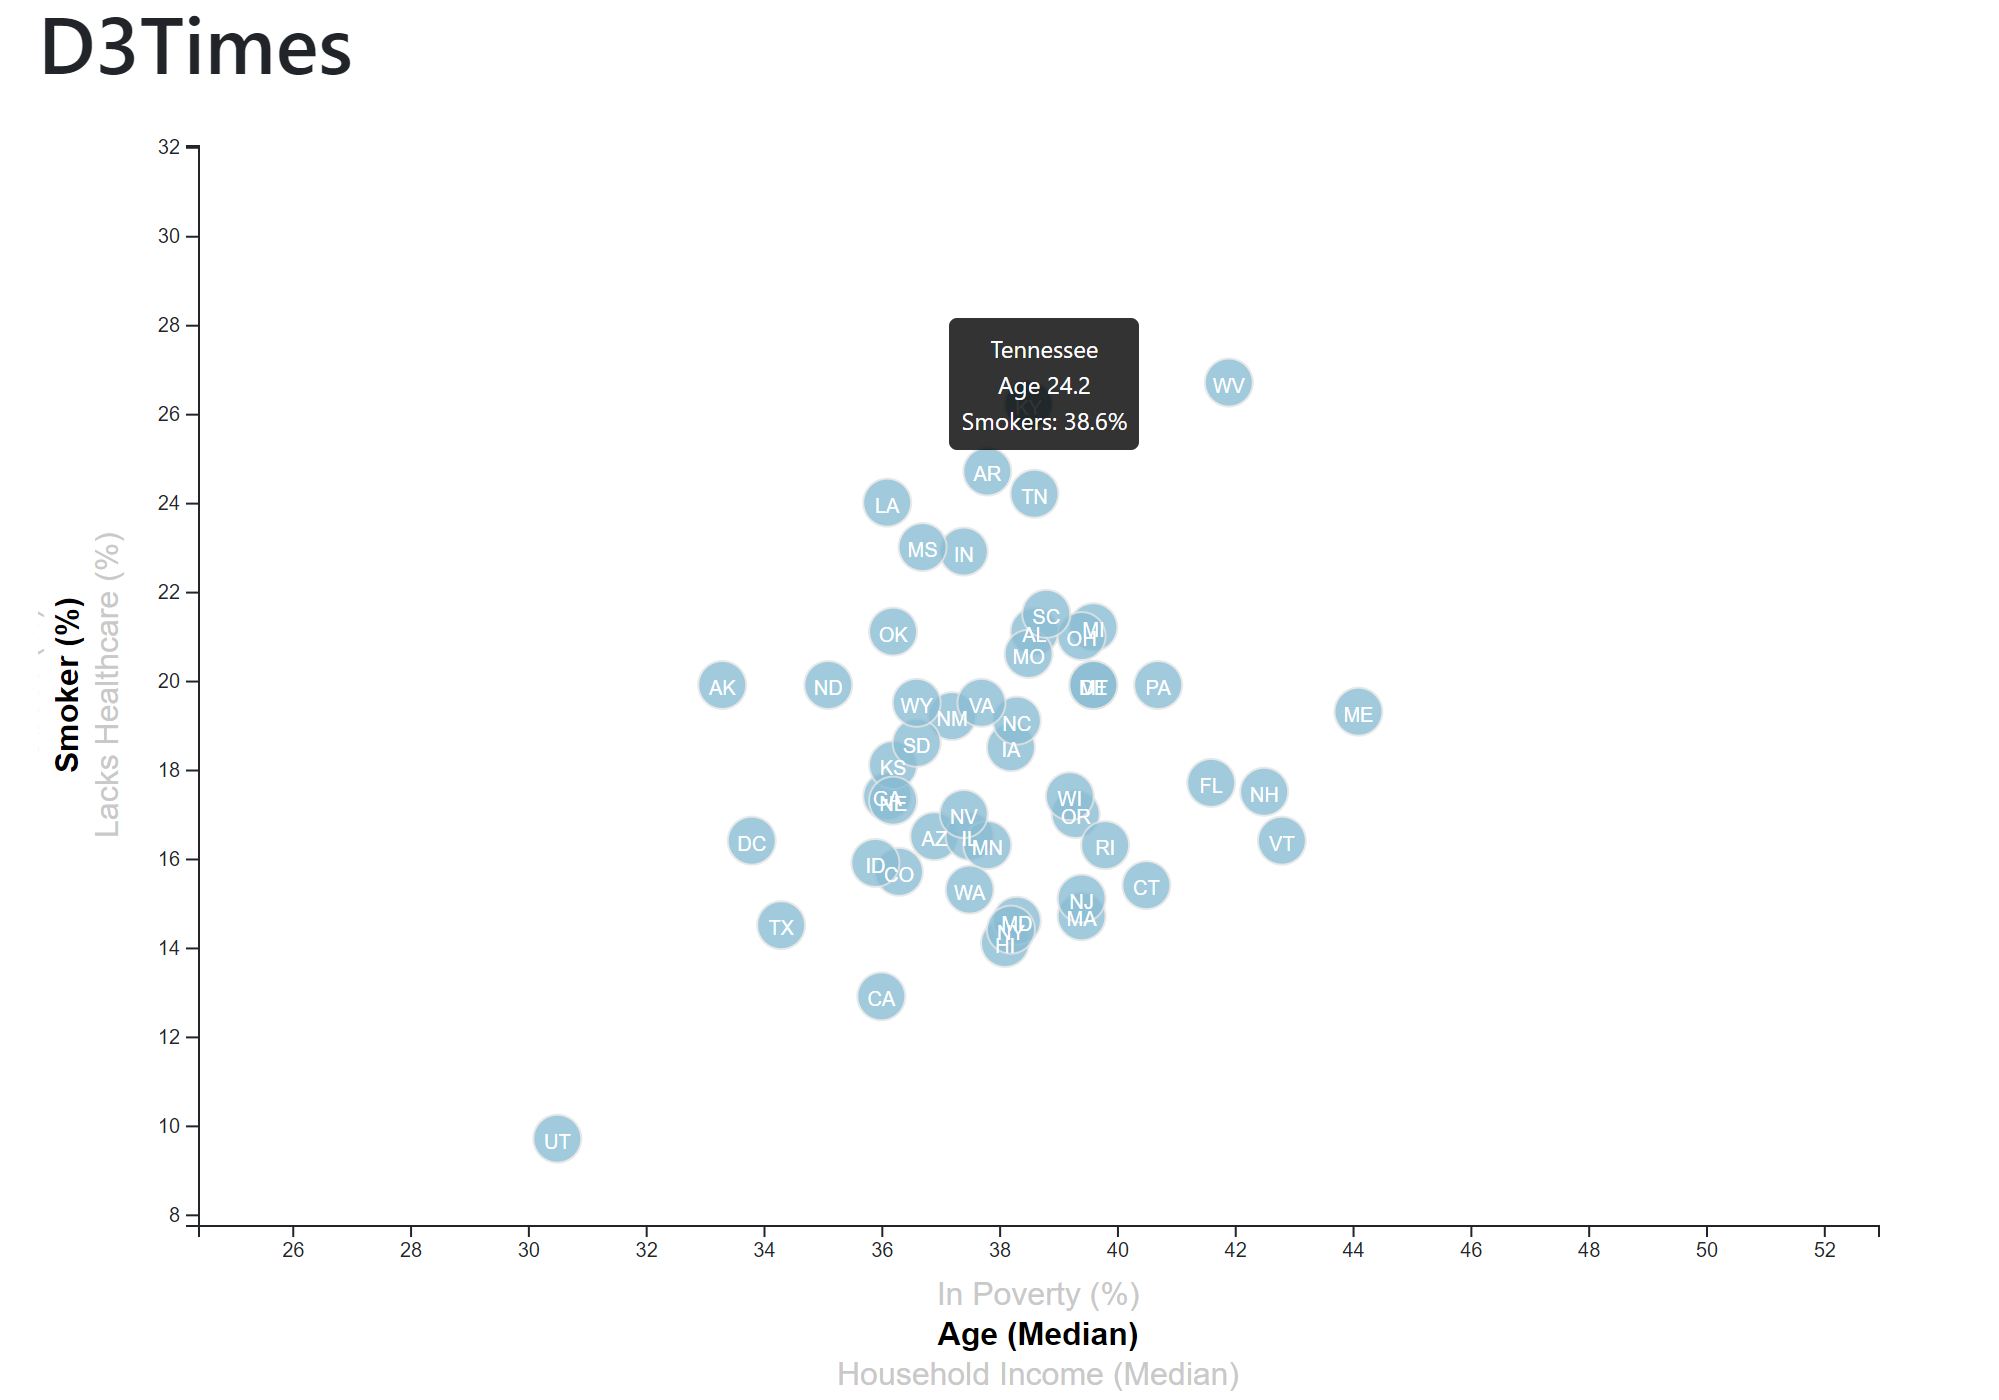 D3Times
32
30
28
26
24
22
20
18
16
14
12
10
8
Smoker (%)
Lacks Healthcare (%)
Tennessee
Age 24.2
Smokers: 38.6%
KY
WV
AR
TN
LA
MS
IN
SC
MI
AL
OH
OK
MO
AK
ND
PA
WY
VA
ME
NM
NC
SD
IA
KS
FL
NH
WI
GA
NE
NV
OR
DC
AZ
IL
MN
RI
VT
ID
CO
CT
WA
NJ
MA
TX
MD
NY
HI
CA
UT
26
28
30
32
34
36
38
40
42
44
46
48
50
52
In Poverty (%)
Age (Median)
Household Income (Median)